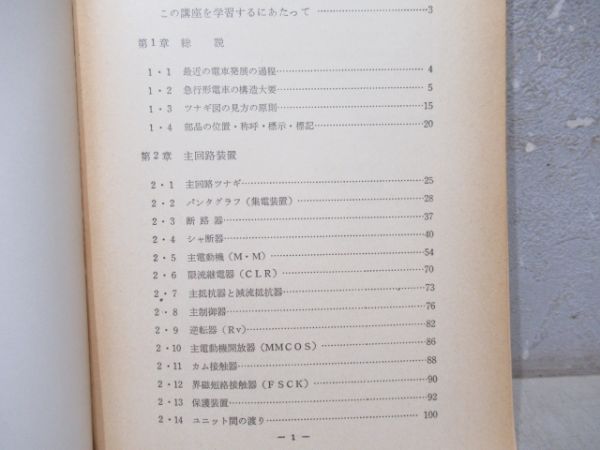 この講座を学習するにあたって…………………3
第1章 総 説
1・1 最近の電車発展の過程…………………4
1・2 急行形電車の構造大要…………………5
1・3 ツナギ図の見方の原則…………………15
1・4 部品の位置・称呼・標示・標記…………………20
第2章 主回路装置
2・1 主回路ツナギ…………………25
2・2 パンタグラフ(集電装置)…………………28
2・3 断路器…………………37
2・4 シャ断器…………………40
2・5 主電動機(M・M)…………………54
2・6 限流継電器(CLR)…………………70
2・7 主抵抗器と減流抵抗器…………………73
2・8 主制御器…………………76
2・9 逆転器(Rv)…………………82
2・10 主電動機開放器(MMCOS)…………………86
2・11 カム接触器…………………88
2・12 界磁短絡接触器(FSCK)…………………90
2・13 保護装置…………………92
2・14 ユニット間の渡り…………………100
— 1 —